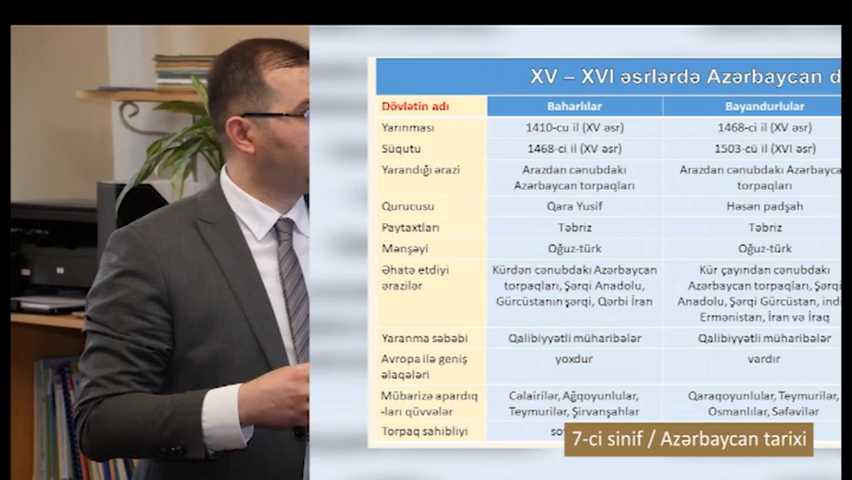 XV – XVI əsrlərdə Azərbaycan d
Dövlətin adı Baharlılar Bayandurlular
Yarınması 1410-cu il (XV əsr) 1468-ci il (XV əsr)
Süqutu 1468-ci il (XV əsr) 1503-cü il (XVI əsr)
Yarandığı ərazi Arazdan cənubdakı Arazdan cənubdakı Azərbayca
Azərbaycan torpaqları torpaqları
Qurucusu Qara Yusif Həsən padşah
Paytaxtları Təbriz Təbriz
Mənşəyi Oğuz-türk Oğuz-türk
Əhatə etdiyi Kürdən cənubdakı Azərbaycan Kür çayından cənubdakı
ərazilər torpaqları, Şərqi Anadolu, Azərbaycan torpaqları, Şərqi
Gürcüstanın şərqi, Qərbi İran Anadolu, Şərqi Gürcüstan, indi
Ermənistan, İran və İraq
Yaranma səbəbi Qalibiyyətli müharibələr Qalibiyyətli müharibələr
Avropa ilə geniş yoxdur vardır
əlaqələri
Mübarizə apardıq Cəlairilər, Ağqoyunlular, Qaraqoyunlular, Teymurilər,
-ları qüvvələr Teymurilər, Şirvanşahlar Osmanlılar, Səfəvilər
Torpaq sahibliyi
7-ci sinif / Azərbaycan tarixi